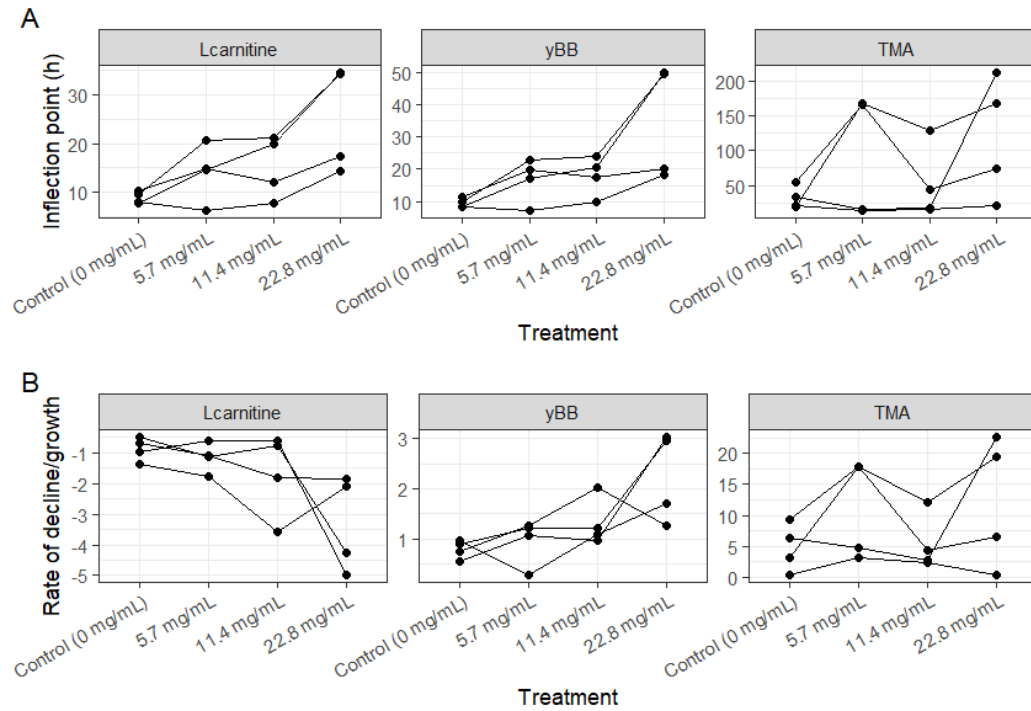 A
Lcarnitine
yBB
TMA
Inflection point (h)
30
20
10
50
40
30
20
10
200
150
100
50
Control (0 mg/mL)
5.7 mg/mL
11.4 mg/mL
22.8 mg/mL
Control (0 mg/mL)
5.7 mg/mL
11.4 mg/mL
22.8 mg/mL
Control (0 mg/mL)
5.7 mg/mL
11.4 mg/mL
22.8 mg/mL
Treatment
B
Lcarnitine
yBB
TMA
Rate of decline/growth
-1
-2
-3
-4
-5
3
2
1
20
15
10
5
0
Control (0 mg/mL)
5.7 mg/mL
11.4 mg/mL
22.8 mg/mL
Control (0 mg/mL)
5.7 mg/mL
11.4 mg/mL
22.8 mg/mL
Control (0 mg/mL)
5.7 mg/mL
11.4 mg/mL
22.8 mg/mL
Treatment